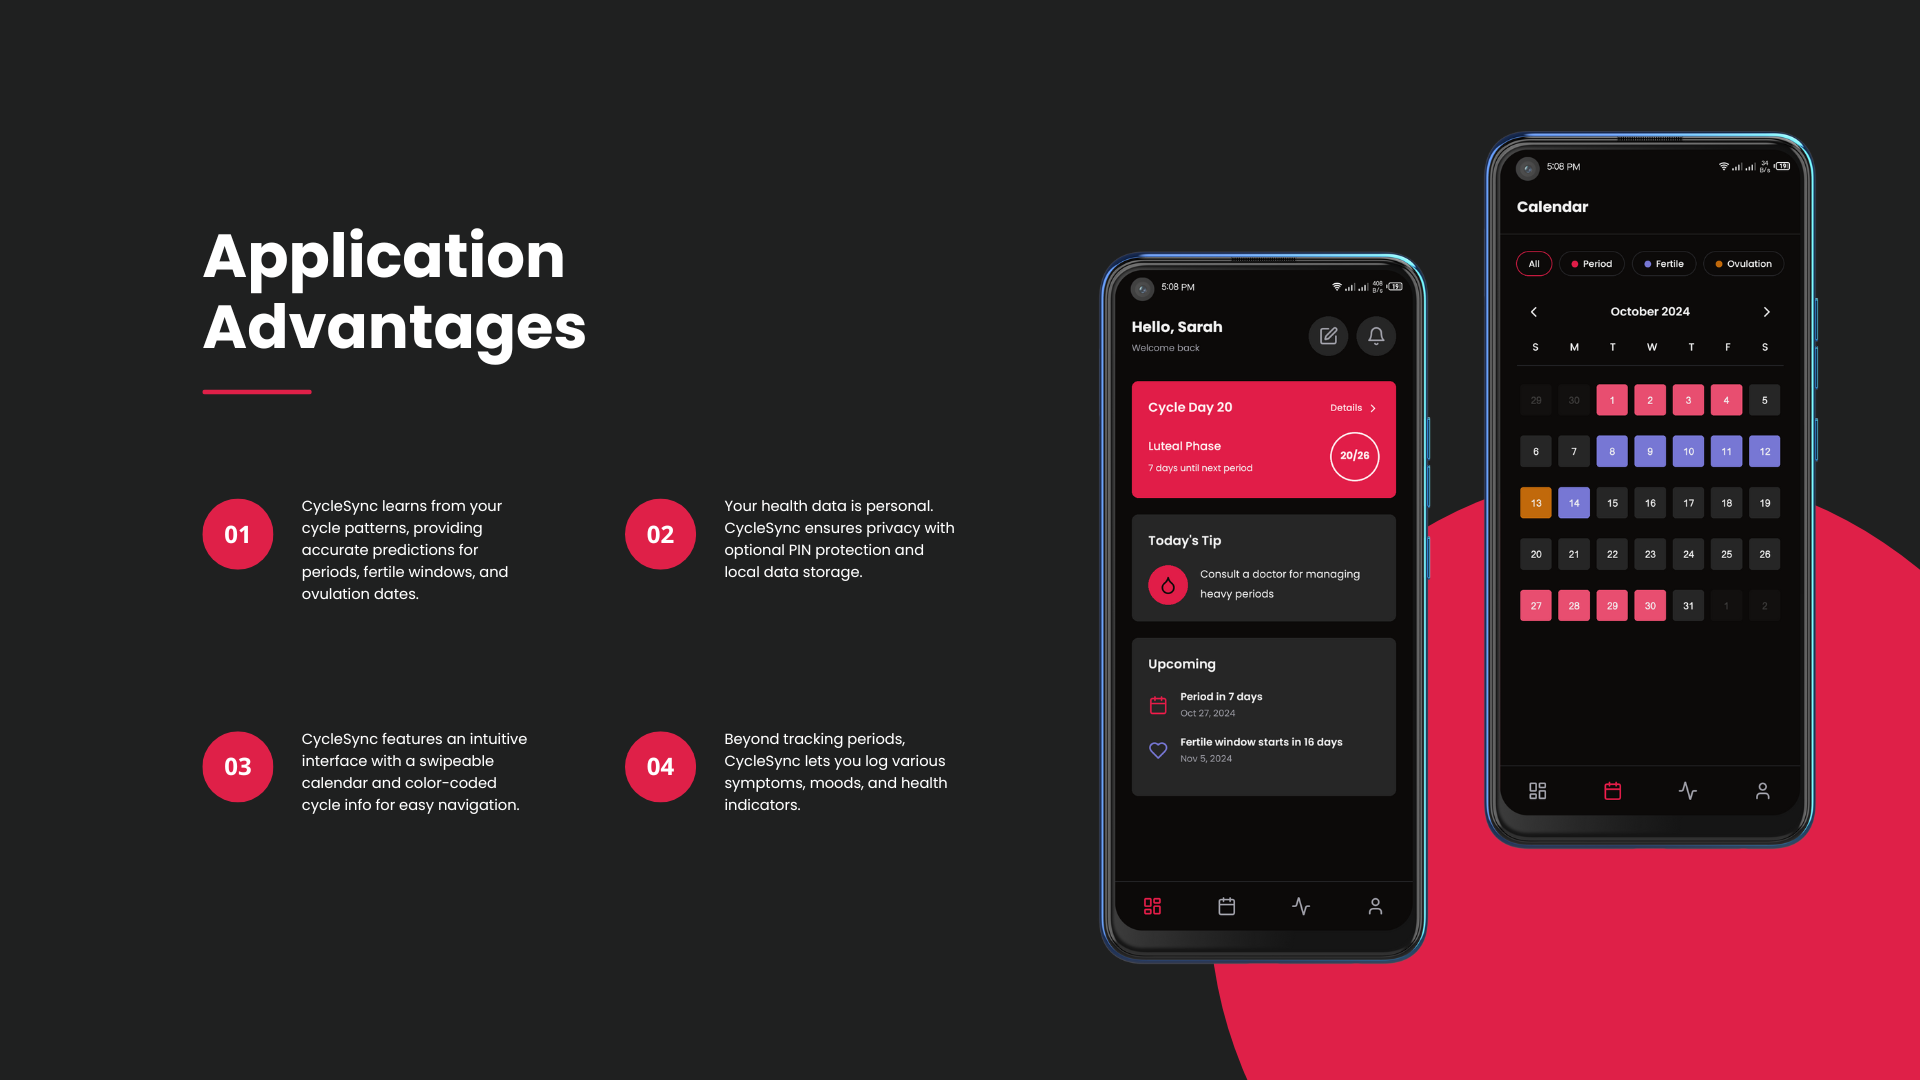 Application
Advantages
01
CycleSync learns from your
cycle patterns, providing
accurate predictions for
periods, fertile windows, and
ovulation dates.
02
Your health data is personal.
CycleSync ensures privacy with
optional PIN protection and
local data storage.
03
CycleSync features an intuitive
interface with a swipeable
calendar and color-coded
cycle info for easy navigation.
04
Beyond tracking periods,
CycleSync lets you log various
symptoms, moods, and health
indicators.
5:08 PM 408 B/s 19
Hello, Sarah
Welcome back
Cycle Day 20 Details
Luteal Phase
7 days until next period
20/26
Today's Tip
Consult a doctor for managing
heavy periods
Upcoming
Period in 7 days
Oct 27, 2024
Fertile window starts in 16 days
Nov 5, 2024
5:08 PM 34 B/s 19
Calendar
All Period Fertile Ovulation
October 2024
S M T W T F S
29 30 1 2 3 4 5
6 7 8 9 10 11 12
13 14 15 16 17 18 19
20 21 22 23 24 25 26
27 28 29 30 31 1 2